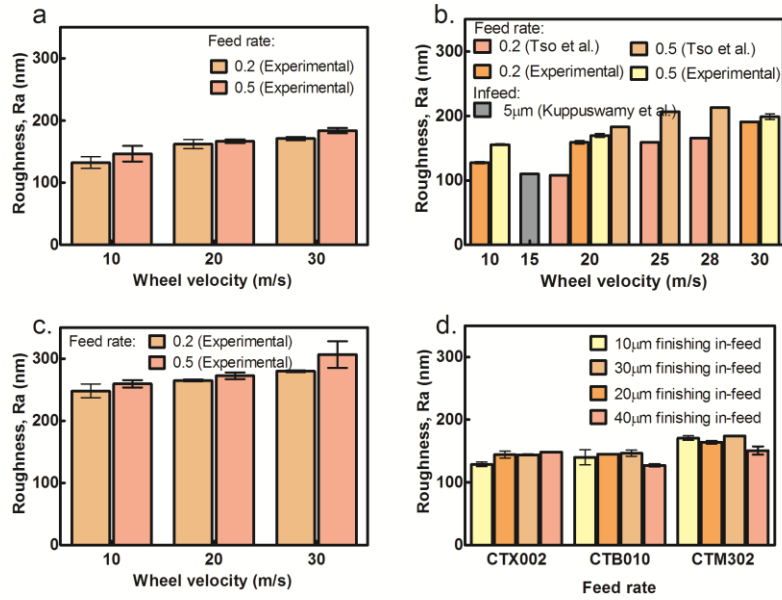 a.
Feed rate:
0.2 (Experimental)
0.5 (Experimental)
300
200
100
0
Roughness, Ra (nm)
10 20 30
Wheel velocity (m/s)
b.
Feed rate:
0.2 (Tso et al.) 0.5 (Tso et al.)
0.2 (Experimental) 0.5 (Experimental)
Infeed:
5μm (Kuppuswamy et al.)
300
200
100
0
Roughness, Ra (nm)
10 15 20 25 28 30
Wheel velocity (m/s)
c.
Feed rate: 0.2 (Experimental)
0.5 (Experimental)
300
200
100
0
Roughness, Ra (nm)
10 20 30
Wheel velocity (m/s)
d.
10μm finishing in-feed
30μm finishing in-feed
20μm finishing in-feed
40μm finishing in-feed
300
200
100
0
Roughness, Ra (nm)
CTX002 CTB010 CTM302
Feed rate